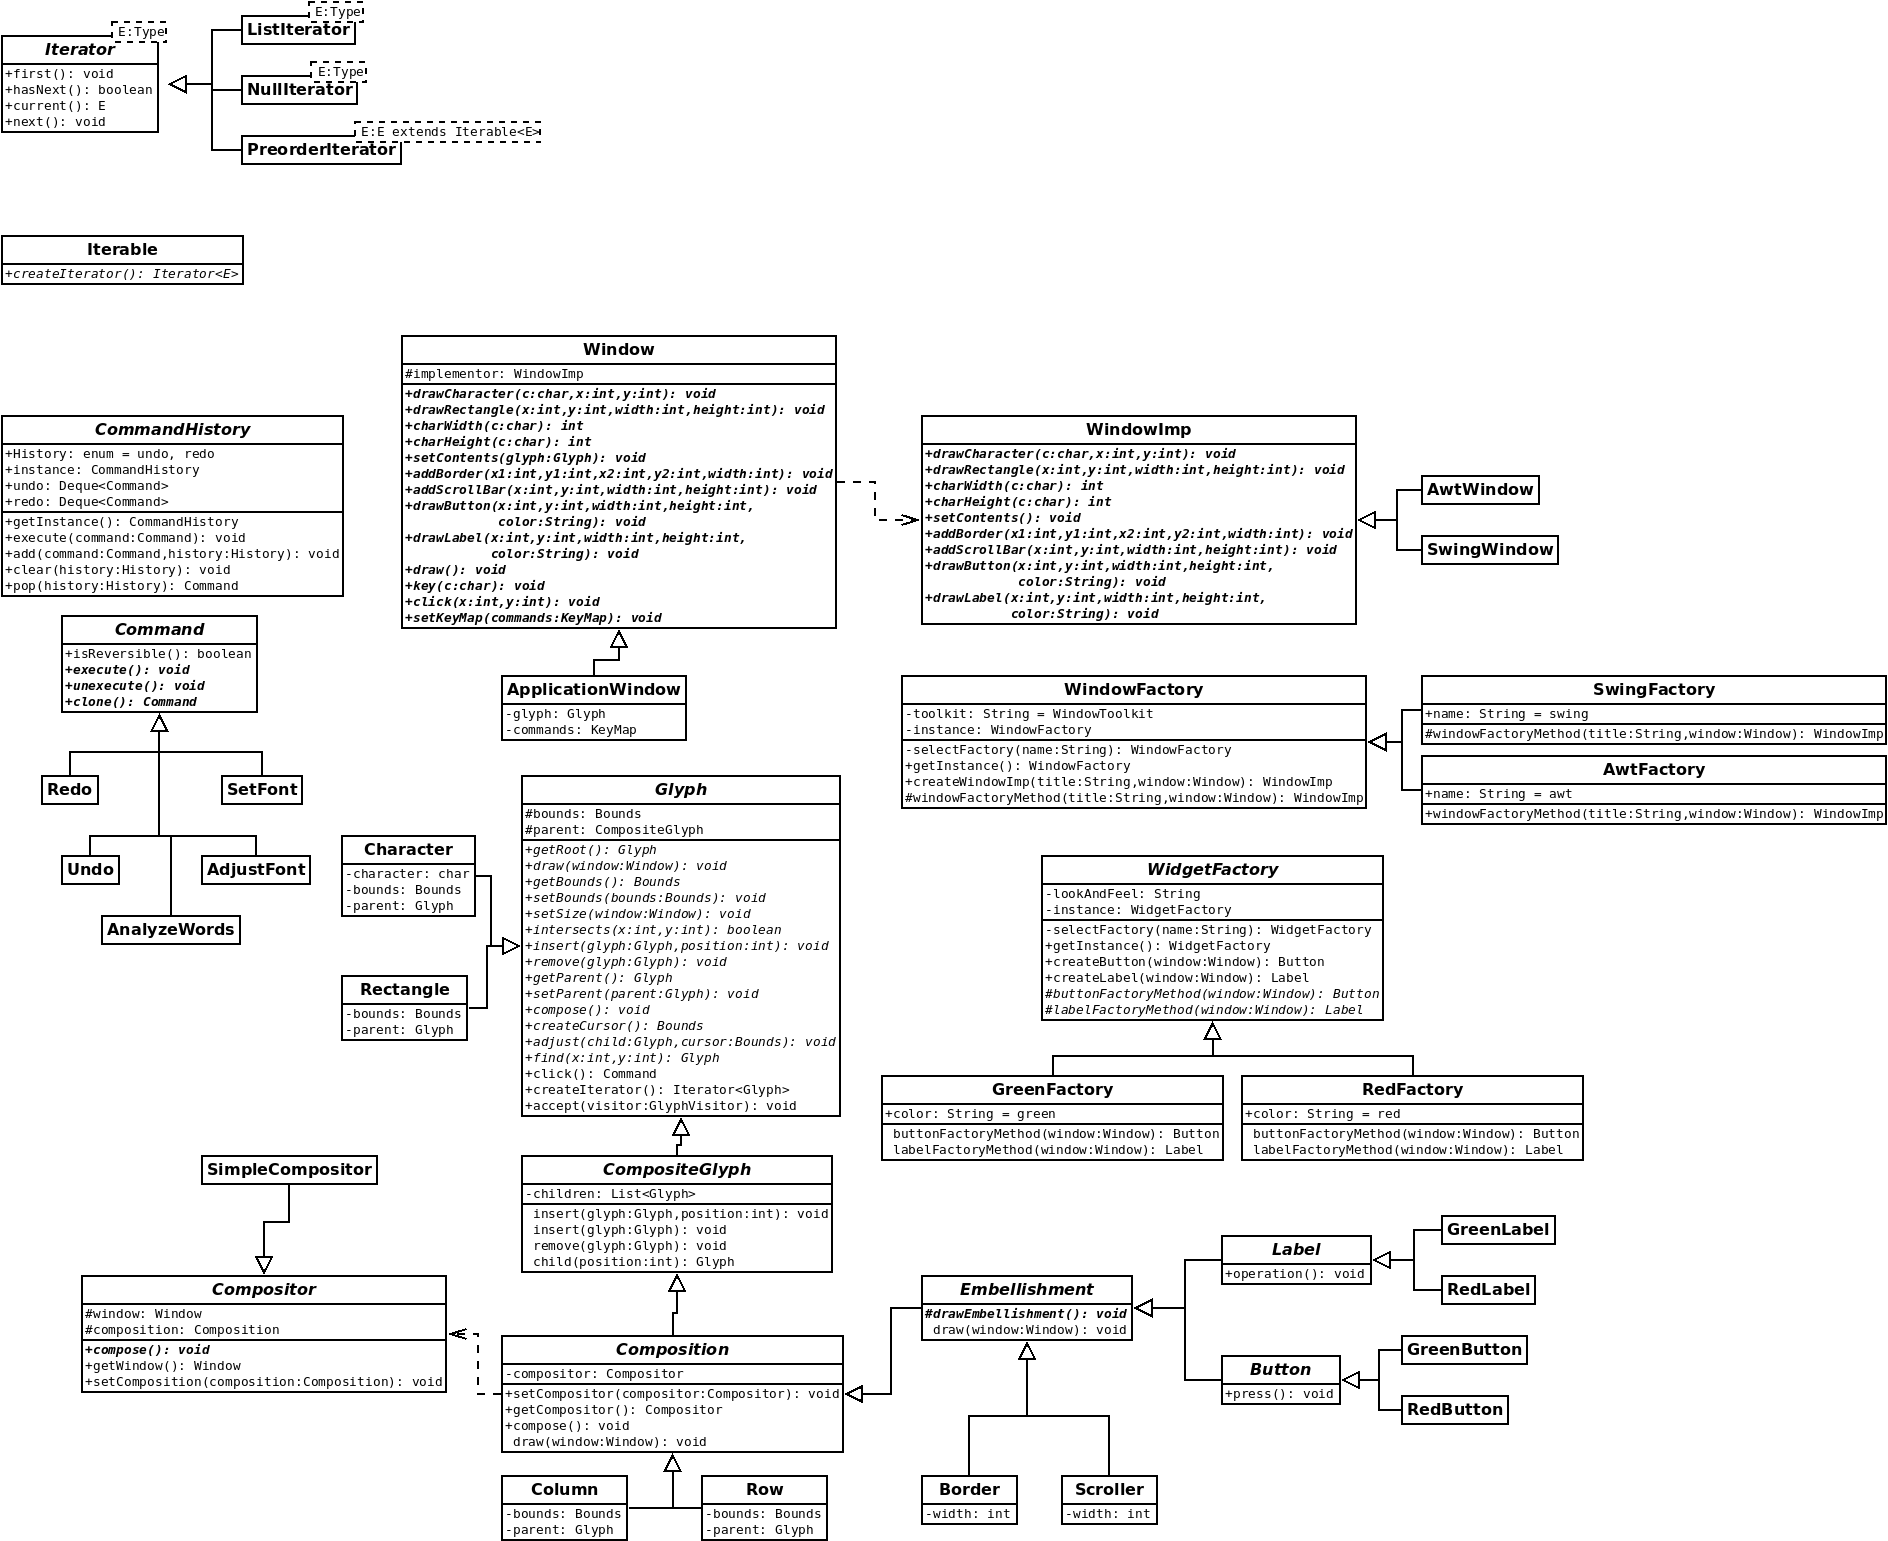 E:Type
Iterator
+first(): void
+hasNext(): boolean
+current(): E
+next(): void
E:Type
ListIterator
E:Type
NullIterator
E:E extends Iterable<E>
PreorderIterator
Iterable
+createIterator(): Iterator<E>
CommandHistory
+History: enum = undo, redo
+instance: CommandHistory
+undo: Deque<Command>
+redo: Deque<Command>
+getInstance(): CommandHistory
+execute(command:Command): void
+add(command:Command,history:History): void
+clear(history:History): void
+pop(history:History): Command
Window
#implementor: WindowImp
+drawCharacter(c:char,x:int,y:int): void
+drawRectangle(x:int,y:int,width:int,height:int): void
+charWidth(c:char): int
+charHeight(c:char): int
+setContents(glyph:Glyph): void
+addBorder(x1:int,y1:int,x2:int,y2:int,width:int): void
+addScrollBar(x:int,y:int,width:int,height:int): void
+drawButton(x:int,y:int,width:int,height:int,
color:String): void
+drawLabel(x:int,y:int,width:int,height:int,
color:String): void
+draw(): void
+key(c:char): void
+click(x:int,y:int): void
+setKeyMap(commands:KeyMap): void
WindowImp
+drawCharacter(c:char,x:int,y:int): void
+drawRectangle(x:int,y:int,width:int,height:int): void
+charWidth(c:char): int
+charHeight(c:char): int
+setContents(): void
+addBorder(x1:int,y1:int,x2:int,y2:int,width:int): void
+addScrollBar(x:int,y:int,width:int,height:int): void
+drawButton(x:int,y:int,width:int,height:int,
color:String): void
+drawLabel(x:int,y:int,width:int,height:int,
color:String): void
AwtWindow
SwingWindow
Command
+isReversible(): boolean
+execute(): void
+unexecute(): void
+clone(): Command
Redo
SetFont
Undo
AdjustFont
AnalyzeWords
ApplicationWindow
-glyph: Glyph
-commands: KeyMap
WindowFactory
-toolkit: String = WindowToolkit
-instance: WindowFactory
-selectFactory(name:String): WindowFactory
+getInstance(): WindowFactory
+createWindowImp(title:String,window:Window): WindowImp
#windowFactoryMethod(title:String,window:Window): WindowImp
SwingFactory
+name: String = swing
#windowFactoryMethod(title:String,window:Window): WindowImp
AwtFactory
+name: String = awt
+windowFactoryMethod(title:String,window:Window): WindowImp
Glyph
#bounds: Bounds
#parent: CompositeGlyph
+getRoot(): Glyph
+draw(window:Window): void
+getBounds(): Bounds
+setBounds(bounds:Bounds): void
+setSize(window:Window): void
+intersects(x:int,y:int): boolean
+insert(glyph:Glyph,position:int): void
+remove(glyph:Glyph): void
+getParent(): Glyph
+setParent(parent:Glyph): void
+compose(): void
+createCursor(): Bounds
+adjust(child:Glyph,cursor:Bounds): void
+find(x:int,y:int): Glyph
+click(): Command
+createIterator(): Iterator<Glyph>
+accept(visitor:GlyphVisitor): void
Character
-character: char
-bounds: Bounds
-parent: Glyph
Rectangle
-bounds: Bounds
-parent: Glyph
WidgetFactory
-lookAndFeel: String
-instance: WidgetFactory
-selectFactory(name:String): WidgetFactory
+getInstance(): WidgetFactory
+createButton(window:Window): Button
+createLabel(window:Window): Label
#buttonFactoryMethod(window:Window): Button
#labelFactoryMethod(window:Window): Label
GreenFactory
+color: String = green
buttonFactoryMethod(window:Window): Button
labelFactoryMethod(window:Window): Label
RedFactory
+color: String = red
buttonFactoryMethod(window:Window): Button
labelFactoryMethod(window:Window): Label
SimpleCompositor
CompositeGlyph
-children: List<Glyph>
insert(glyph:Glyph,position:int): void
insert(glyph:Glyph): void
remove(glyph:Glyph): void
child(position:int): Glyph
Compositor
#window: Window
#composition: Composition
+compose(): void
+getWindow(): Window
+setComposition(composition:Composition): void
Composition
-compositor: Compositor
+setCompositor(compositor:Compositor): void
+getCompositor(): Compositor
+compose(): void
draw(window:Window): void
Embellishment
#drawEmbellishment(): void
draw(window:Window): void
Label
+operation(): void
GreenLabel
RedLabel
Button
+press(): void
GreenButton
RedButton
Column
-bounds: Bounds
-parent: Glyph
Row
-bounds: Bounds
-parent: Glyph
Border
-width: int
Scroller
-width: int